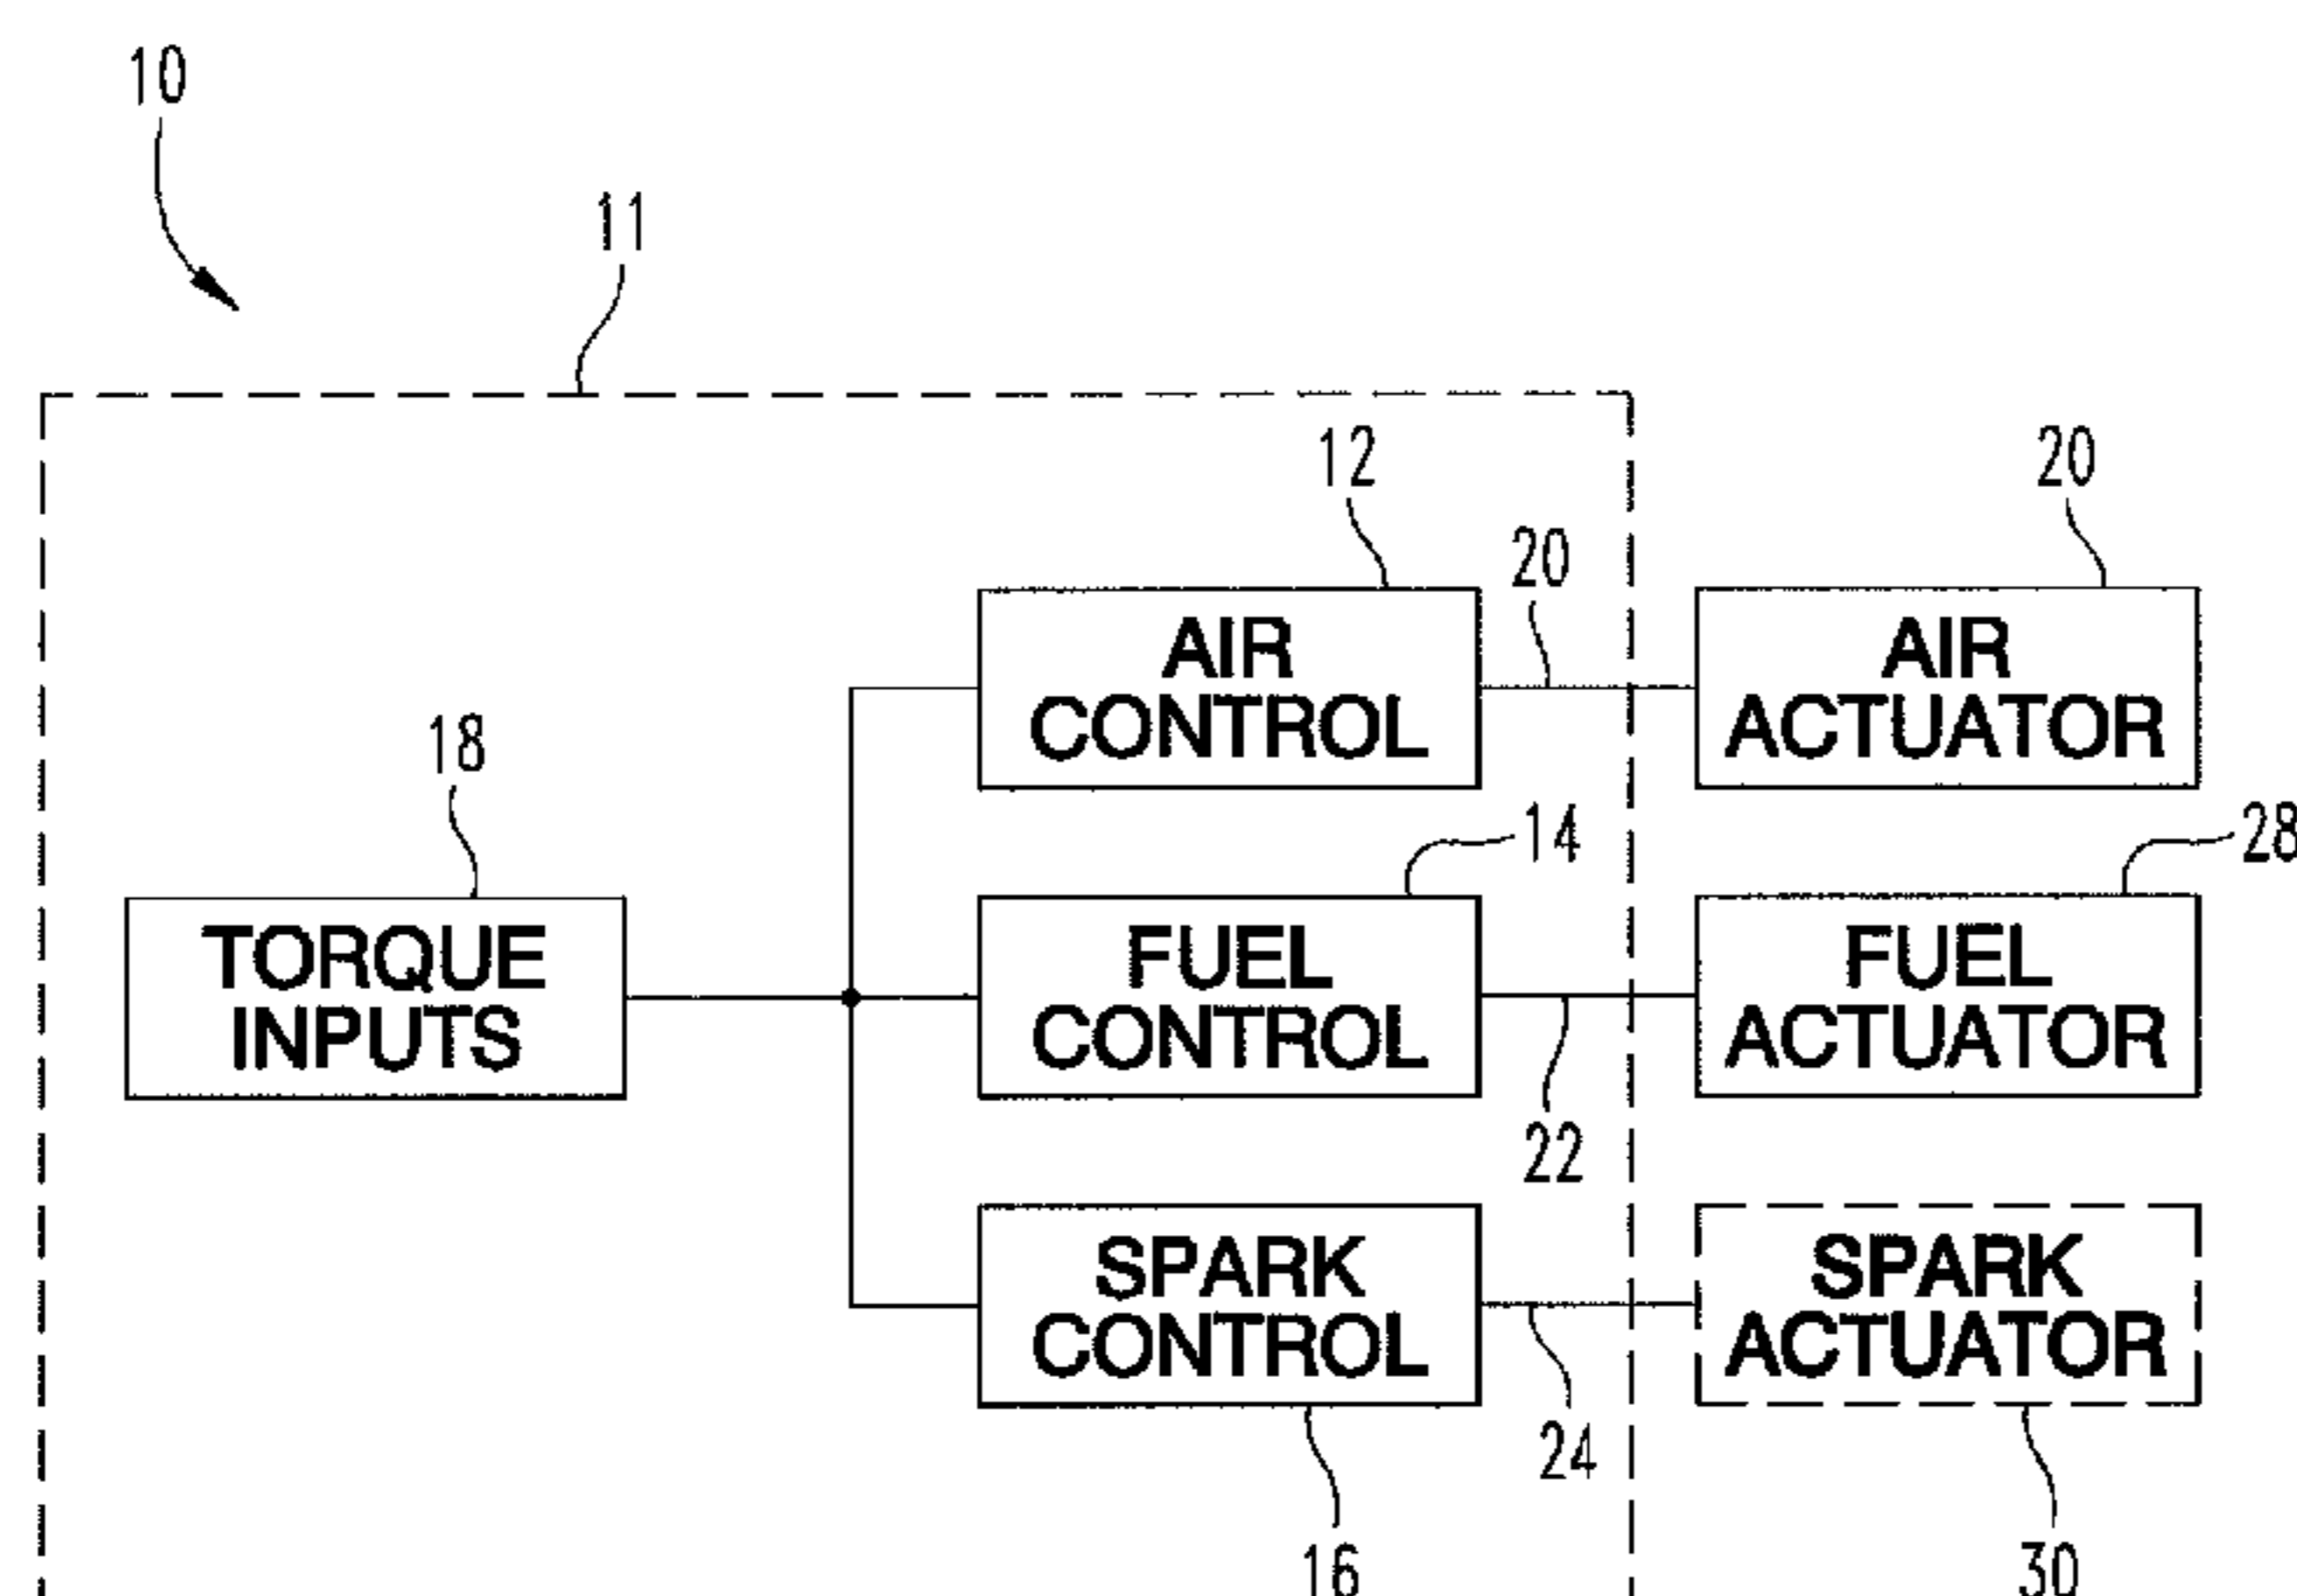 10
11
12
20
20
AIR
CONTROL
AIR
ACTUATOR
18
14
28
TORQUE
INPUTS
FUEL
CONTROL
FUEL
ACTUATOR
22
SPARK
CONTROL
SPARK
ACTUATOR
24
16
30